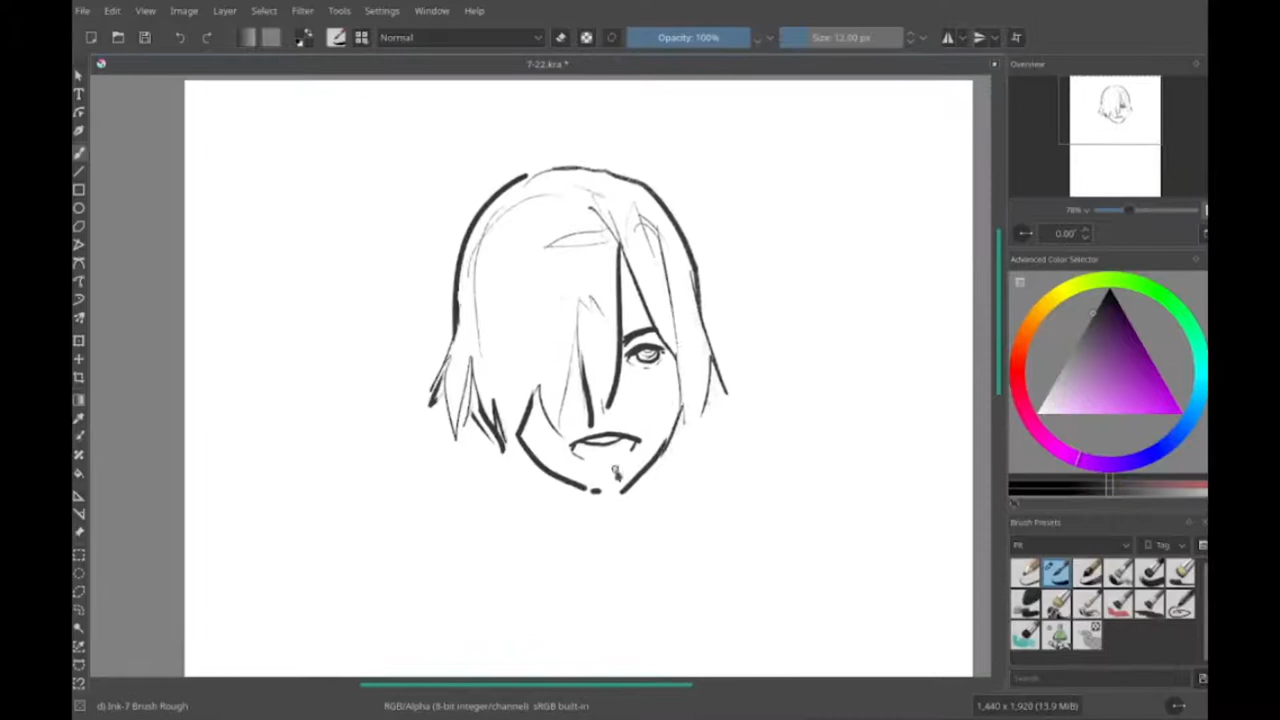 File Edit View Image Layer Select Filter Tools Settings Window Help
Normal Opacity: 100% Size: 12.00 px
7-22.kra *
Overview
78%
0.00°
Advanced Color Selector
Brush Presets
Tag
Search
d) Ink-7 Brush Rough RGB/Alpha (8-bit integer/channel) sRGB built-in 1,440 x 1,920 (13.9 MiB)